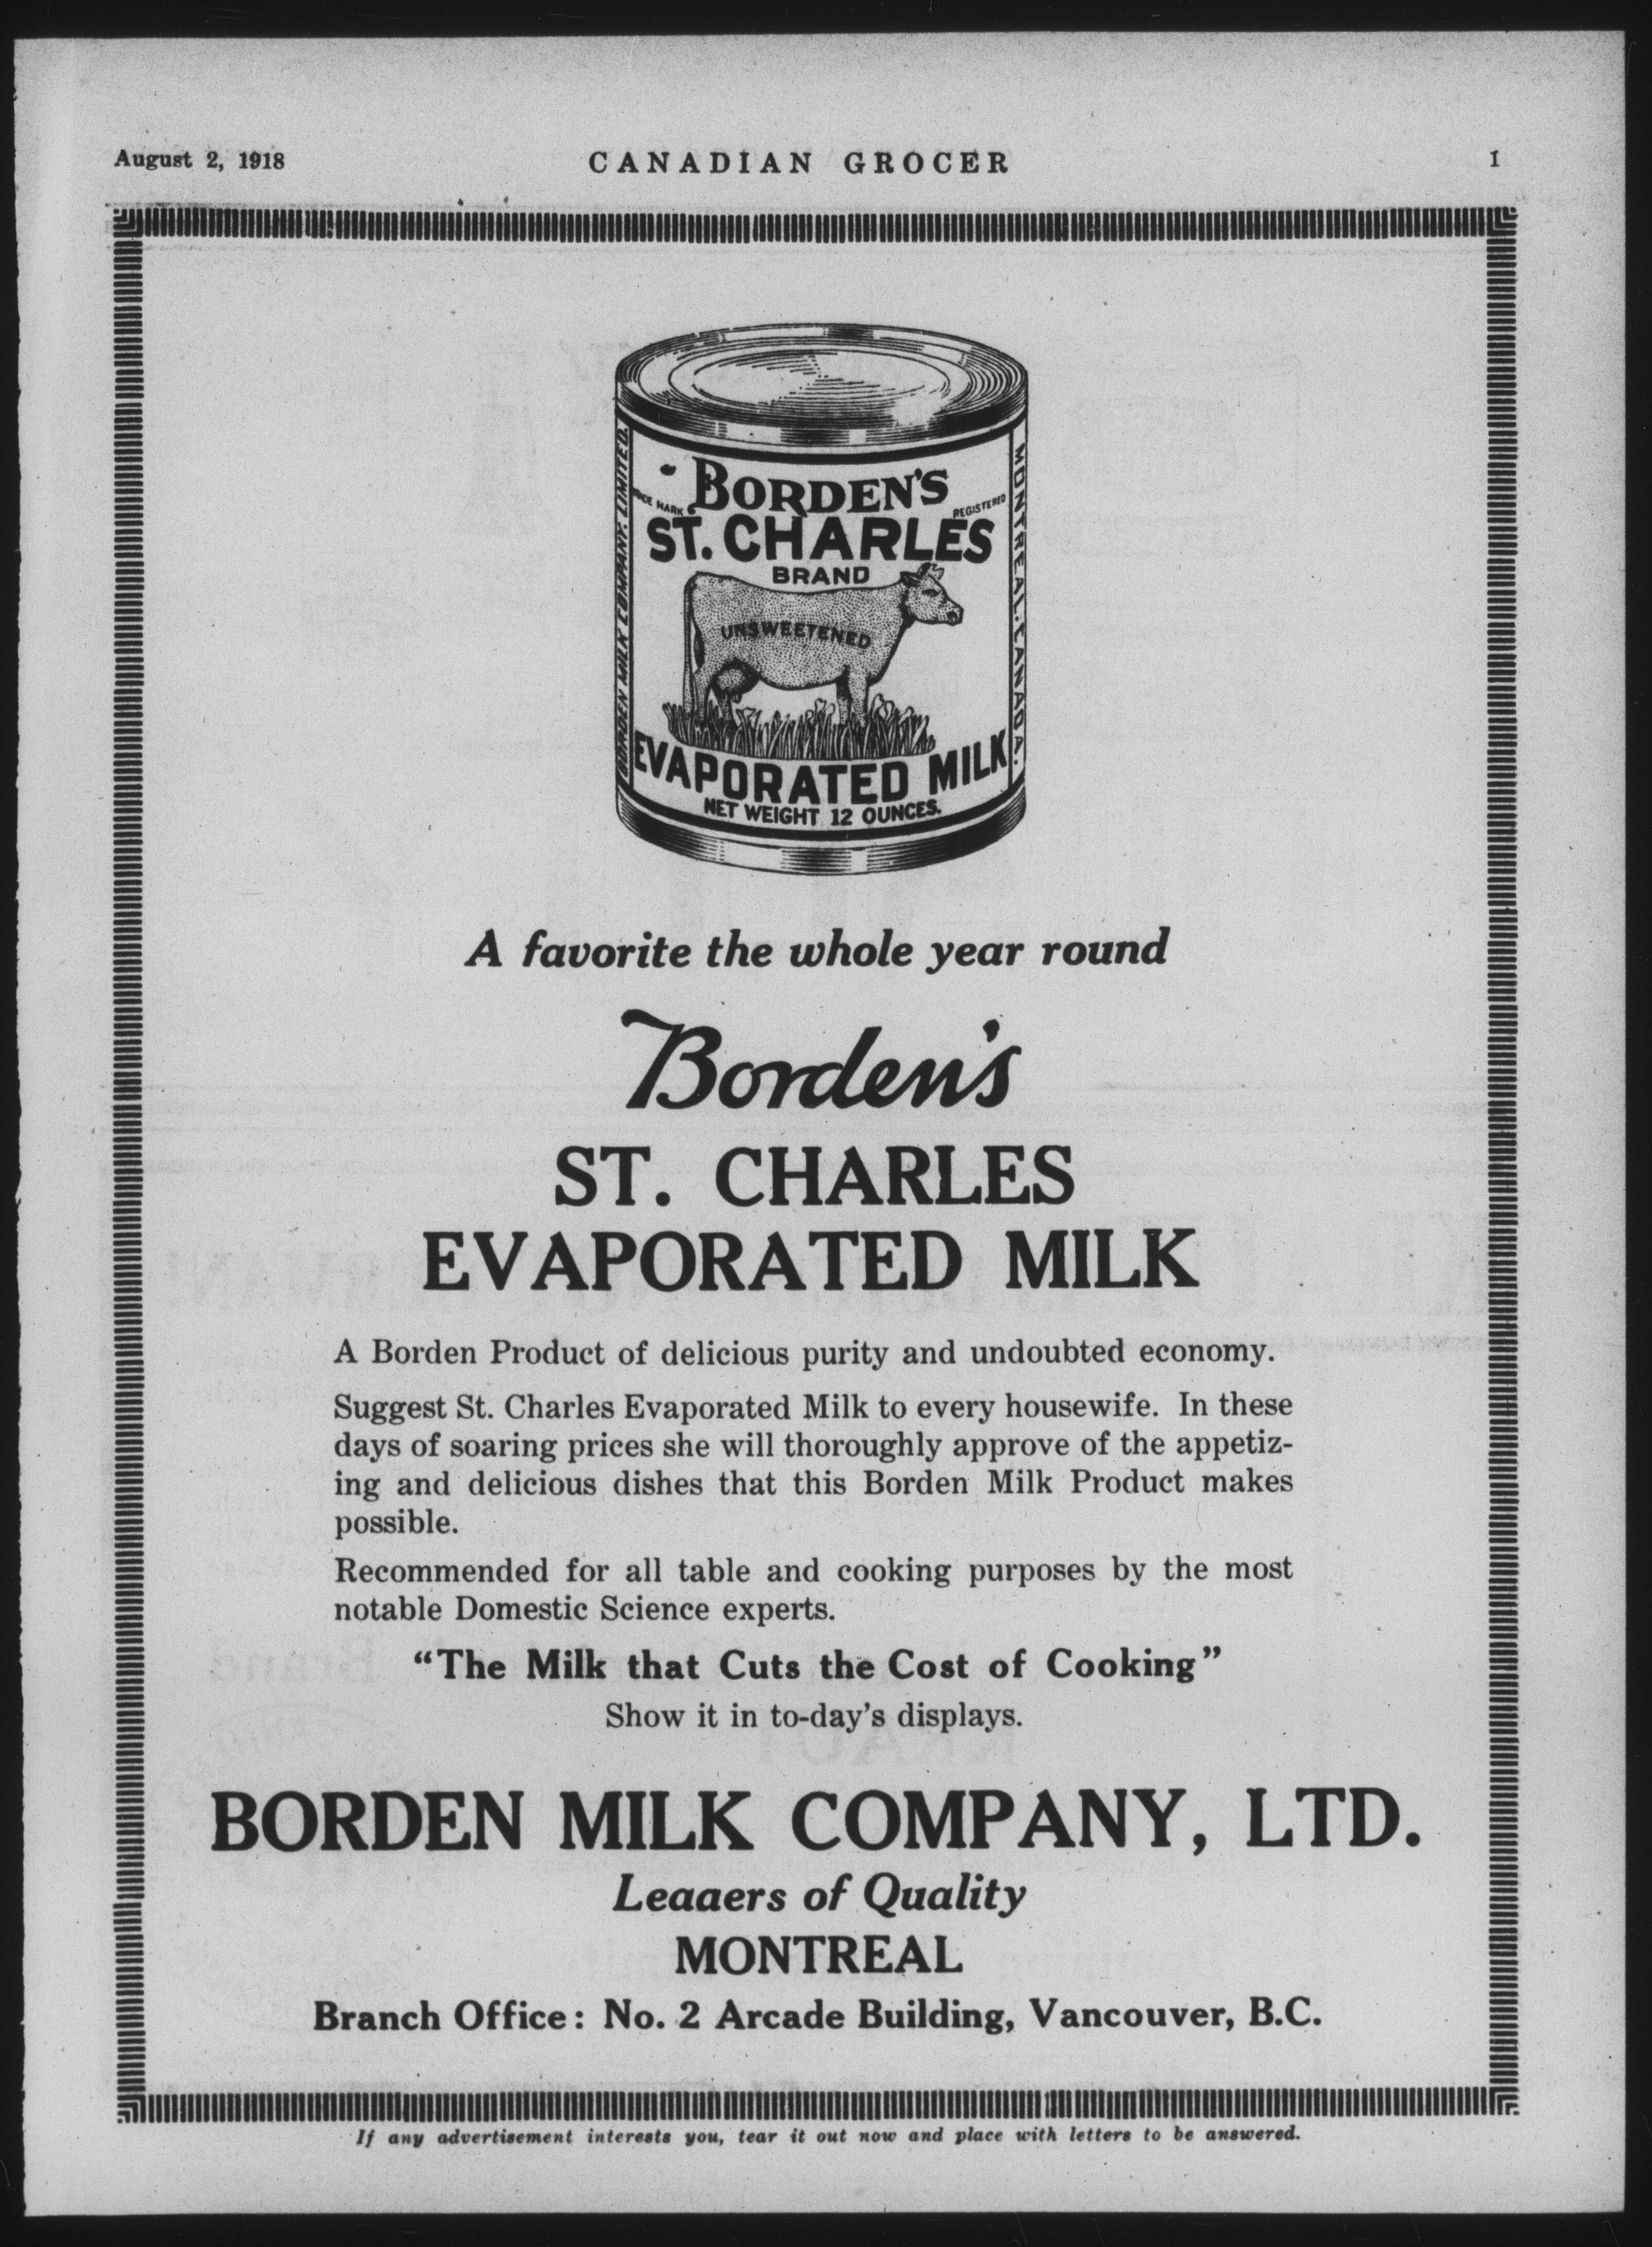 August 2, 1918 CANADIAN GROCER 1
BORDEN MILK COMPANY. LIMITED.
BORDEN'S
TRADE MARK REGISTERED
ST. CHARLES
BRAND
UNSWEETENED
EVAPORATED MILK
NET WEIGHT 12 OUNCES.
MONTREAL. CANADA.
A favorite the whole year round
Borden's
ST. CHARLES
EVAPORATED MILK
A Borden Product of delicious purity and undoubted economy.
Suggest St. Charles Evaporated Milk to every housewife. In these
days of soaring prices she will thoroughly approve of the appetiz-
ing and delicious dishes that this Borden Milk Product makes
possible.
Recommended for all table and cooking purposes by the most
notable Domestic Science experts.
"The Milk that Cuts the Cost of Cooking"
Show it in to-day's displays.
BORDEN MILK COMPANY, LTD.
Leaaers of Quality
MONTREAL
Branch Office: No. 2 Arcade Building, Vancouver, B.C.
If any advertisement interests you, tear it out now and place with letters to be answered.